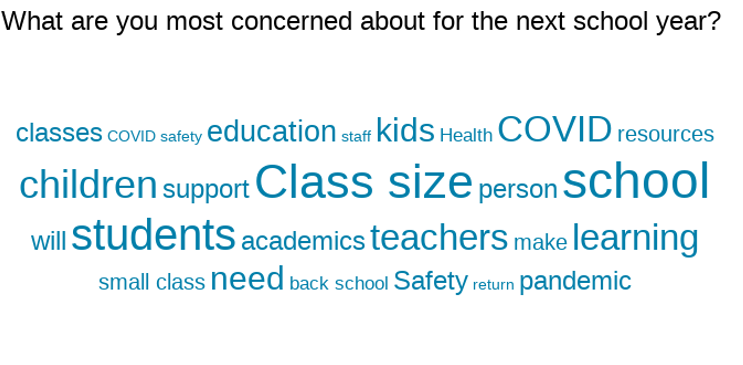 What are you most concerned about for the next school year?
classes COVID safety education staff kids Health COVID resources
children support Class size person school
will students academics teachers make learning
small class need back school Safety return pandemic